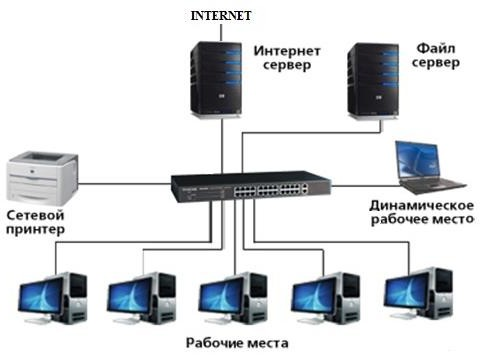 INTERNET
Интернет
сервер
Файл
сервер
Сетевой
принтер
Динамическое
рабочее место
Рабочие места